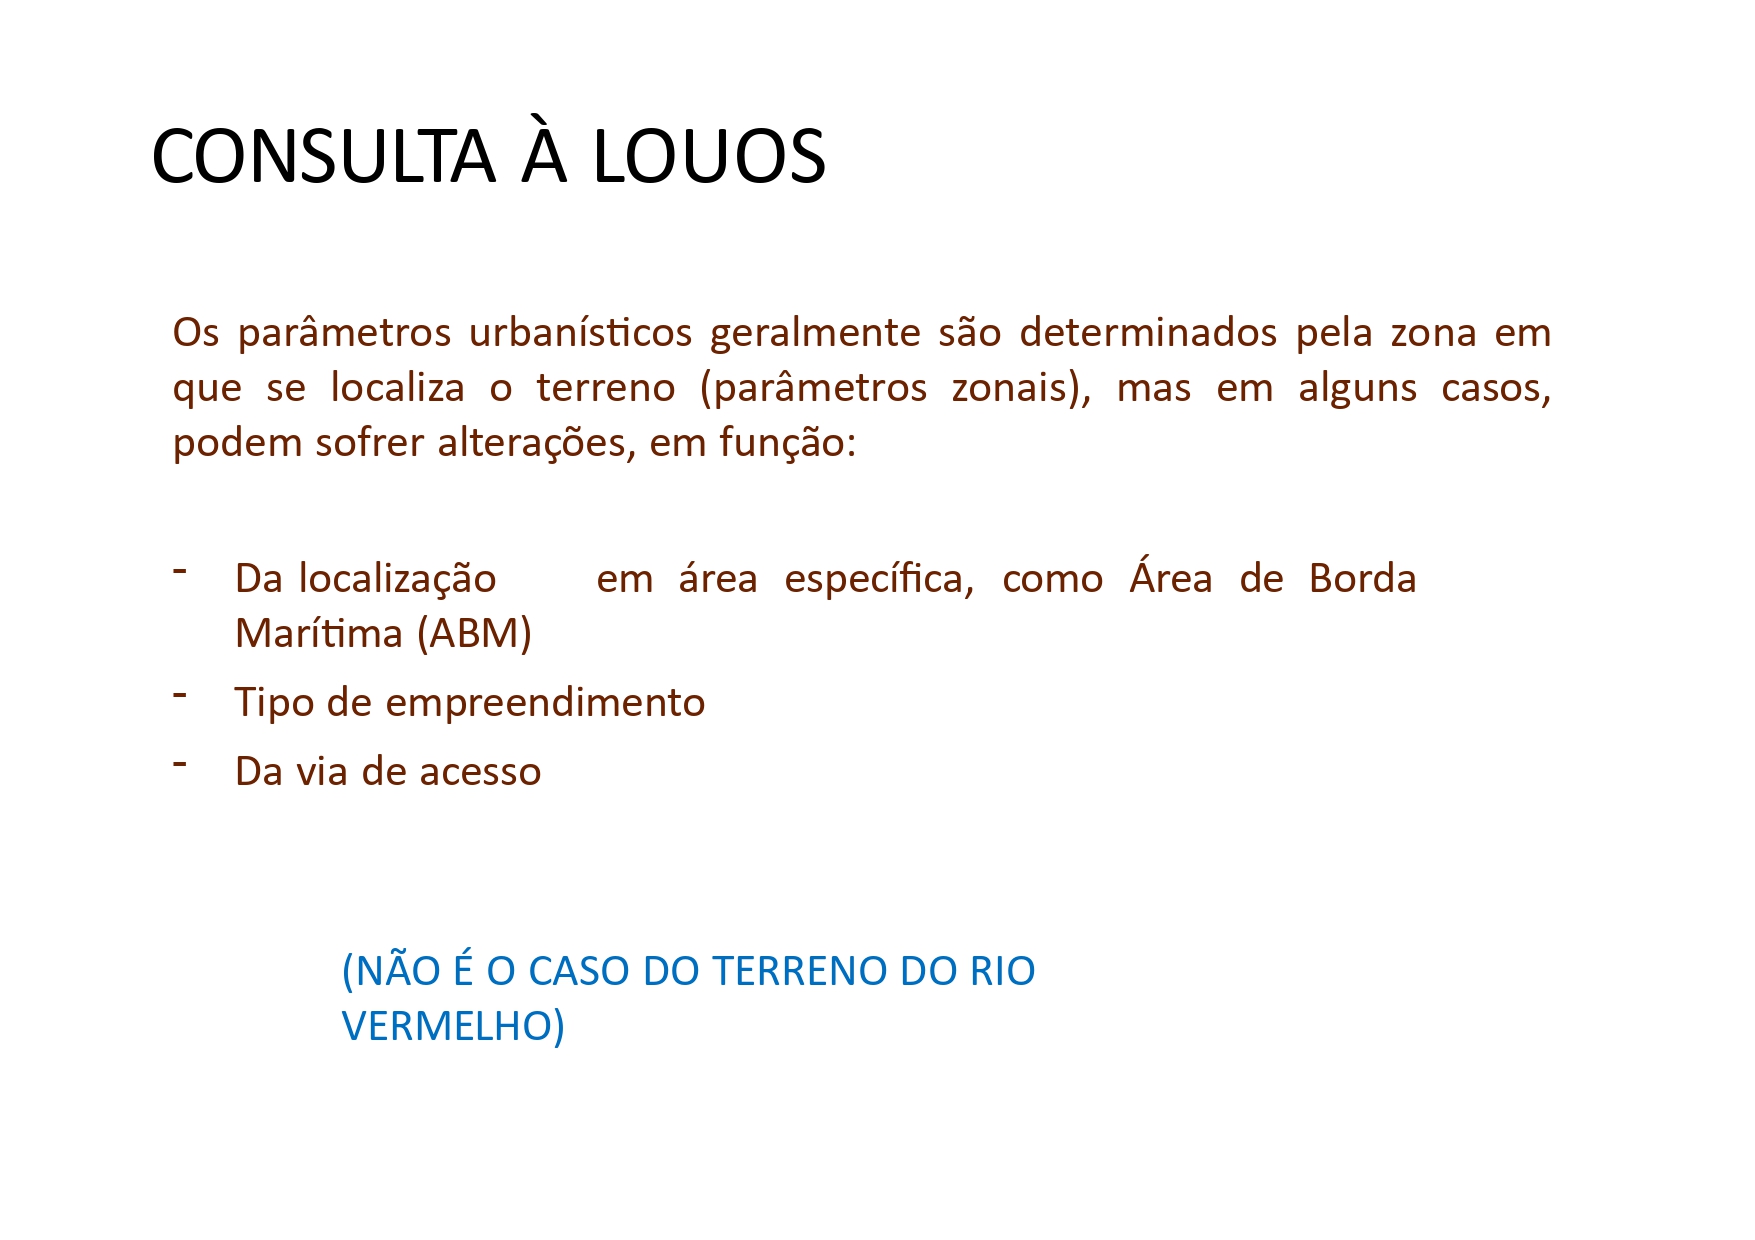 CONSULTA À LOUOS
Os parâmetros urbanísticos geralmente são determinados pela zona em
que se localiza o terreno (parâmetros zonais), mas em alguns casos,
podem sofrer alterações, em função:
- Da localização em área específica, como Área de Borda
Marítima (ABM)
- Tipo de empreendimento
- Da via de acesso
(NÃO É O CASO DO TERRENO DO RIO
VERMELHO)